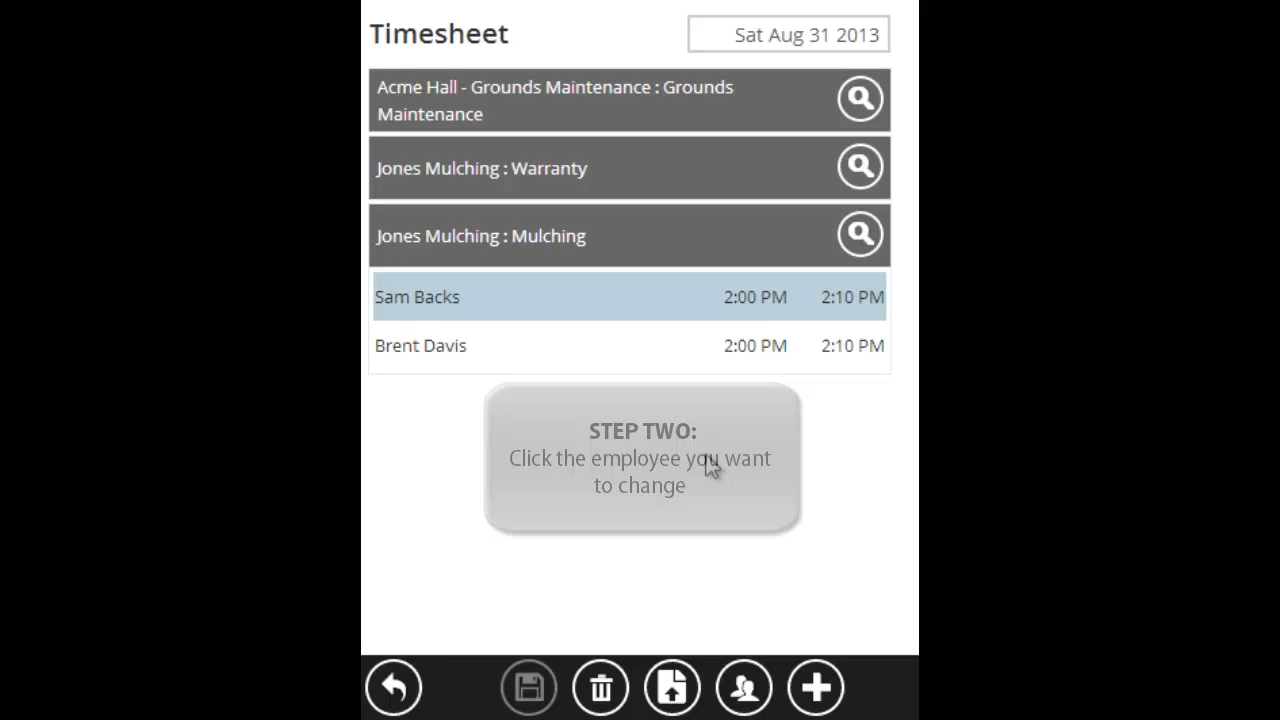 Timesheet
Sat Aug 31 2013
Acme Hall - Grounds Maintenance : Grounds
Maintenance
Jones Mulching : Warranty
Jones Mulching : Mulching
Sam Backs 2:00 PM 2:10 PM
Brent Davis 2:00 PM 2:10 PM
STEP TWO:
Click the employee you want
to change